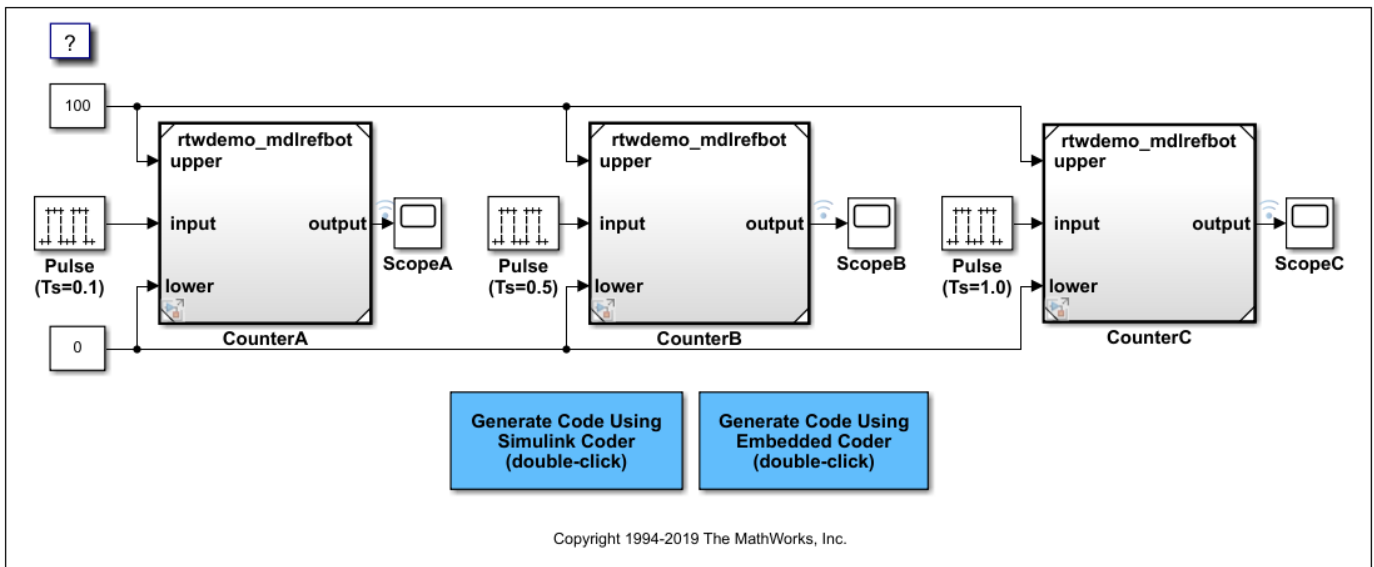 ?
100
rtwdemo_mdlrefbot
upper
input
output
lower
CounterA
Pulse
(Ts=0.1)
ScopeA
rtwdemo_mdlrefbot
upper
input
output
lower
CounterB
Pulse
(Ts=0.5)
ScopeB
rtwdemo_mdlrefbot
upper
input
output
lower
CounterC
Pulse
(Ts=1.0)
ScopeC
0
Generate Code Using
Simulink Coder
(double-click)
Generate Code Using
Embedded Coder
(double-click)
Copyright 1994-2019 The MathWorks, Inc.